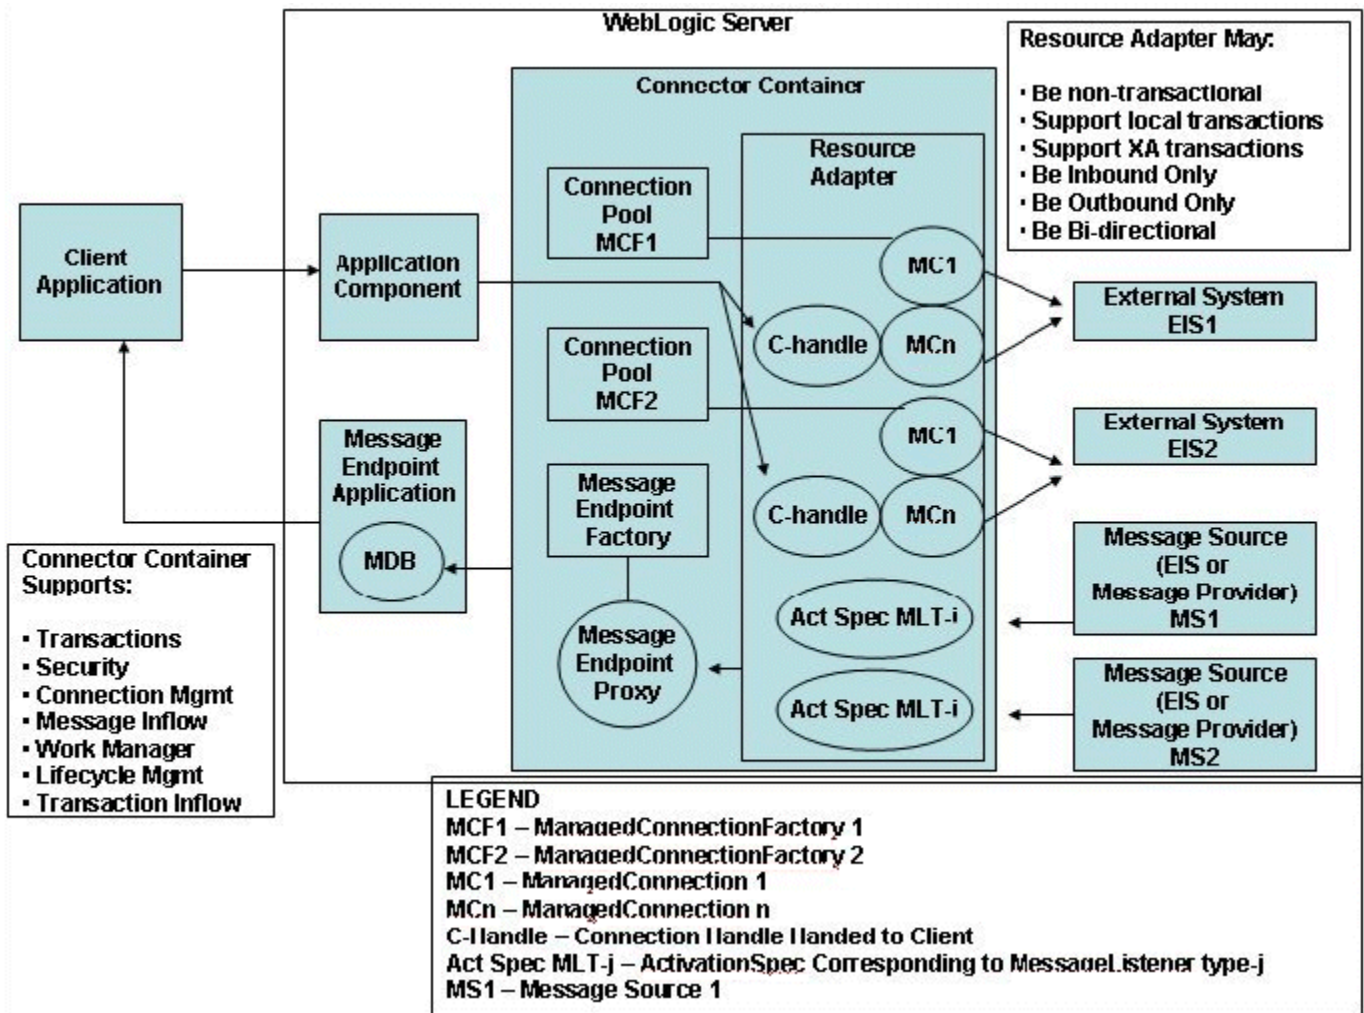 WebLogic Server
Resource Adapter May:
· Be non-transactional
· Support local transactions
· Support XA transactions
· Be Inbound Only
· Be Outbound Only
· Be Bi-directional
Connector Container
Resource
Adapter
Connection
Pool
MCF1
Client
Application
Application
Component
MC1
External System
EIS1
C-handle
MCn
Connection
Pool
MCF2
MC1
External System
EIS2
Message
Endpoint
Application
MDB
Message
Endpoint
Factory
C-handle
MCn
Message Source
(EIS or
Message Provider)
MS1
Connector Container
Supports:
· Transactions
· Security
· Connection Mgmt
· Message Inflow
· Work Manager
· Lifecycle Mgmt
· Transaction Inflow
Act Spec MLT-i
Message
Endpoint
Proxy
Act Spec MLT-i
Message Source
(EIS or
Message Provider)
MS2
LEGEND
MCF1 – ManagedConnectionFactory 1
MCF2 – ManagedConnectionFactory 2
MC1 – ManagedConnection 1
MCn – ManagedConnection n
C-Handle – Connection Handle Handed to Client
Act Spec MLT-j – ActivationSpec Corresponding to MessageListener type-j
MS1 – Message Source 1